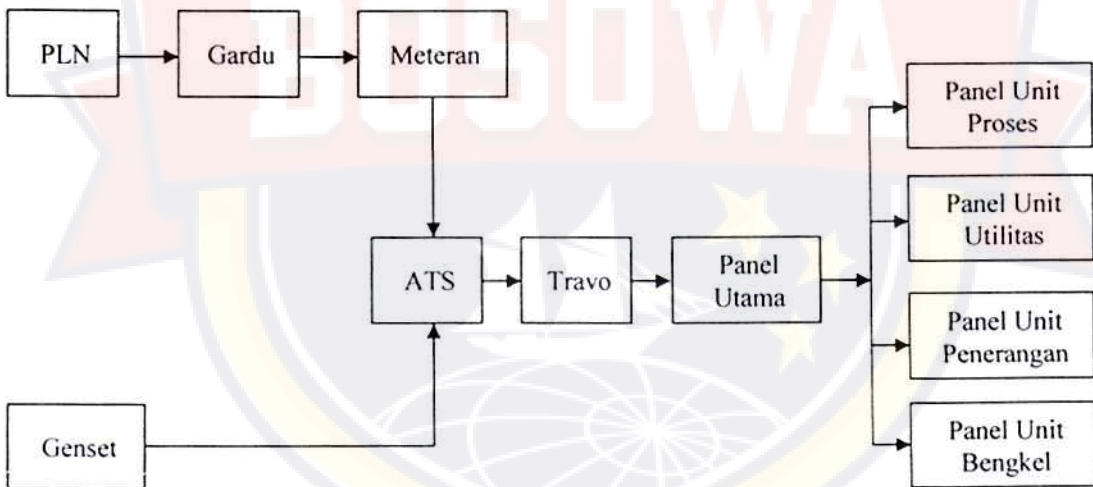 BOSOWA
PLN
Gardu
Meteran
Panel Unit
Proses
Panel Unit
Utilitas
ATS
Travo
Panel
Utama
Panel Unit
Penerangan
Genset
Panel Unit
Bengkel